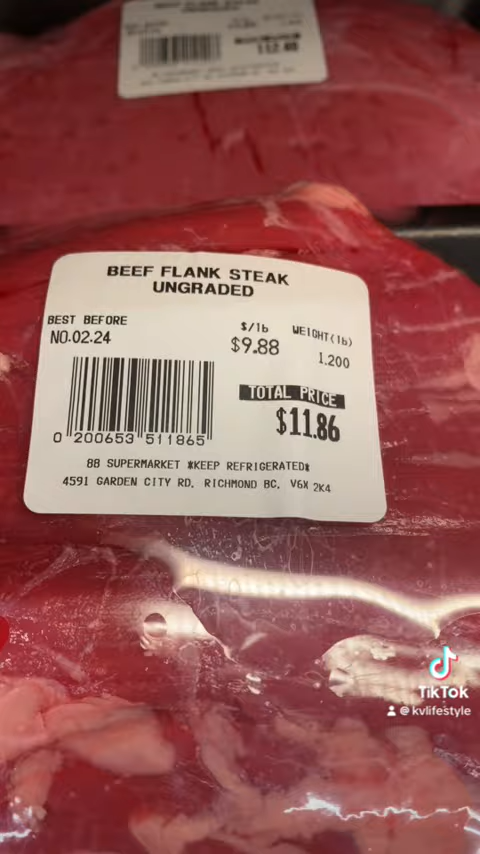 BEEF FLANK STEAK
UNGRADED
BEST BEFORE
NO.02.24
$/lb WEIGHT(lb)
$9.88 1.200
TOTAL PRICE
$11.86
0 200653 511865
88 SUPERMARKET *KEEP REFRIGERATED*
4591 GARDEN CITY RD, RICHMOND BC, V6X 2K4
TikTok
@kvlifestyle